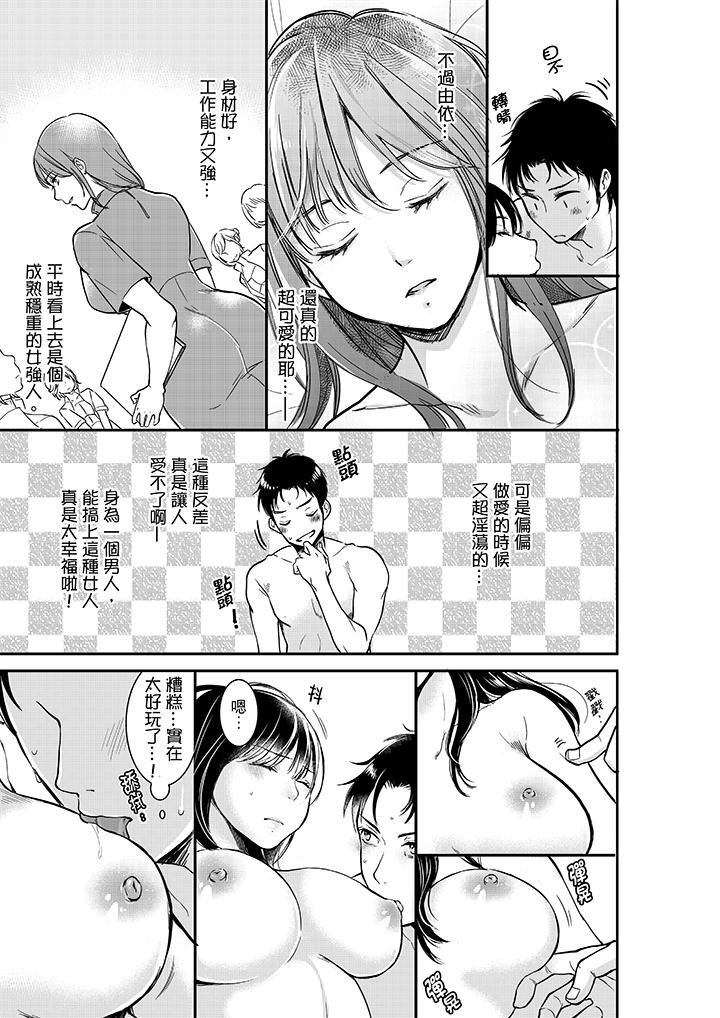 目不
轉睛
不過由依…
還真的
超可愛的耶……—
身材好，
工作能力又強…
平時看上去是個
成熟穩重的女強人。
可是偏偏
做愛的時候
又超淫蕩的…
點頭
點頭！
這種反差
真是讓人
受不了啊—
身為一個男人，
能搞上這種女人
真是太幸福啦！
戳戳…
彈晃
彈晃
抖
嗯…
糟糕…實在
太好玩了…！
舔拭…